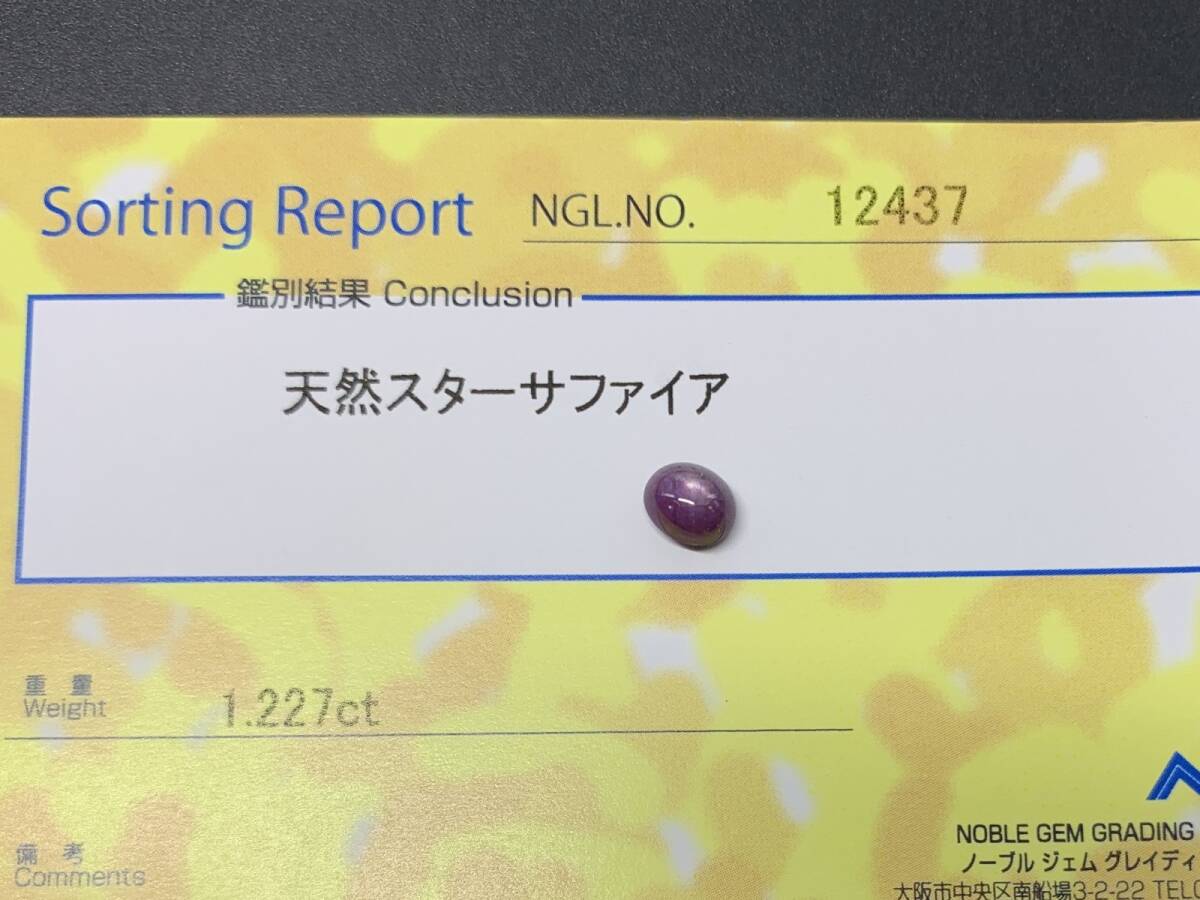 Sorting Report NGL.NO. 12437
鑑別結果 Conclusion
天然スターサファイア
重量
Weight 1.227ct
備考
Comments
NOBLE GEM GRADING
ノーブル ジェム グレイディ
大阪市中央区南船場3-2-22 TEL